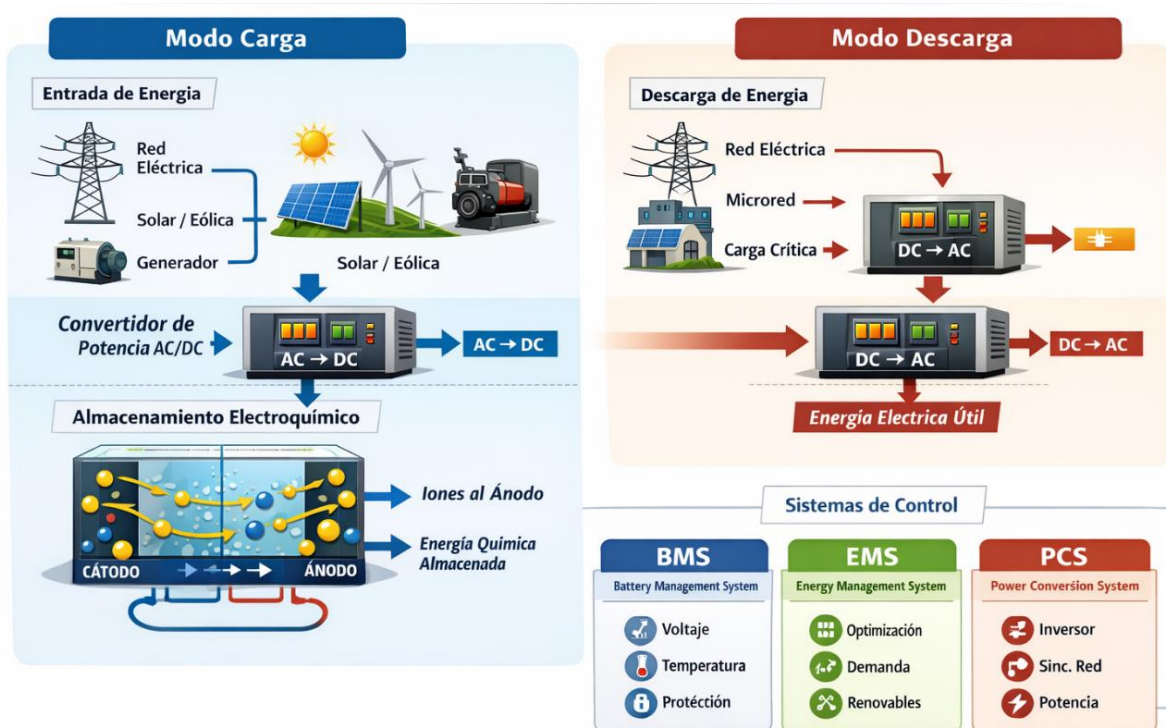 Modo Carga
Entrada de Energia
Red
Eléctrica
Solar / Eólica
Generador
Solar / Eólica
Convertidor de
Potencia AC/DC
AC → DC
AC → DC
Almacenamiento Electroquímico
Iones al Ánodo
Energía Quimica
Almacenada
CÁTODO
ÁNODO
Modo Descarga
Descarga de Energia
Red Eléctrica
Microred
Carga Crítica
DC → AC
DC → AC
DC → AC
Energía Electrica Útil
Sistemas de Control
BMS
Battery Management System
Voltaje
Temperatura
Protéción
EMS
Energy Management System
Optimización
Demanda
Renovables
PCS
Power Conversion System
Inversor
Sinc. Red
Potencia